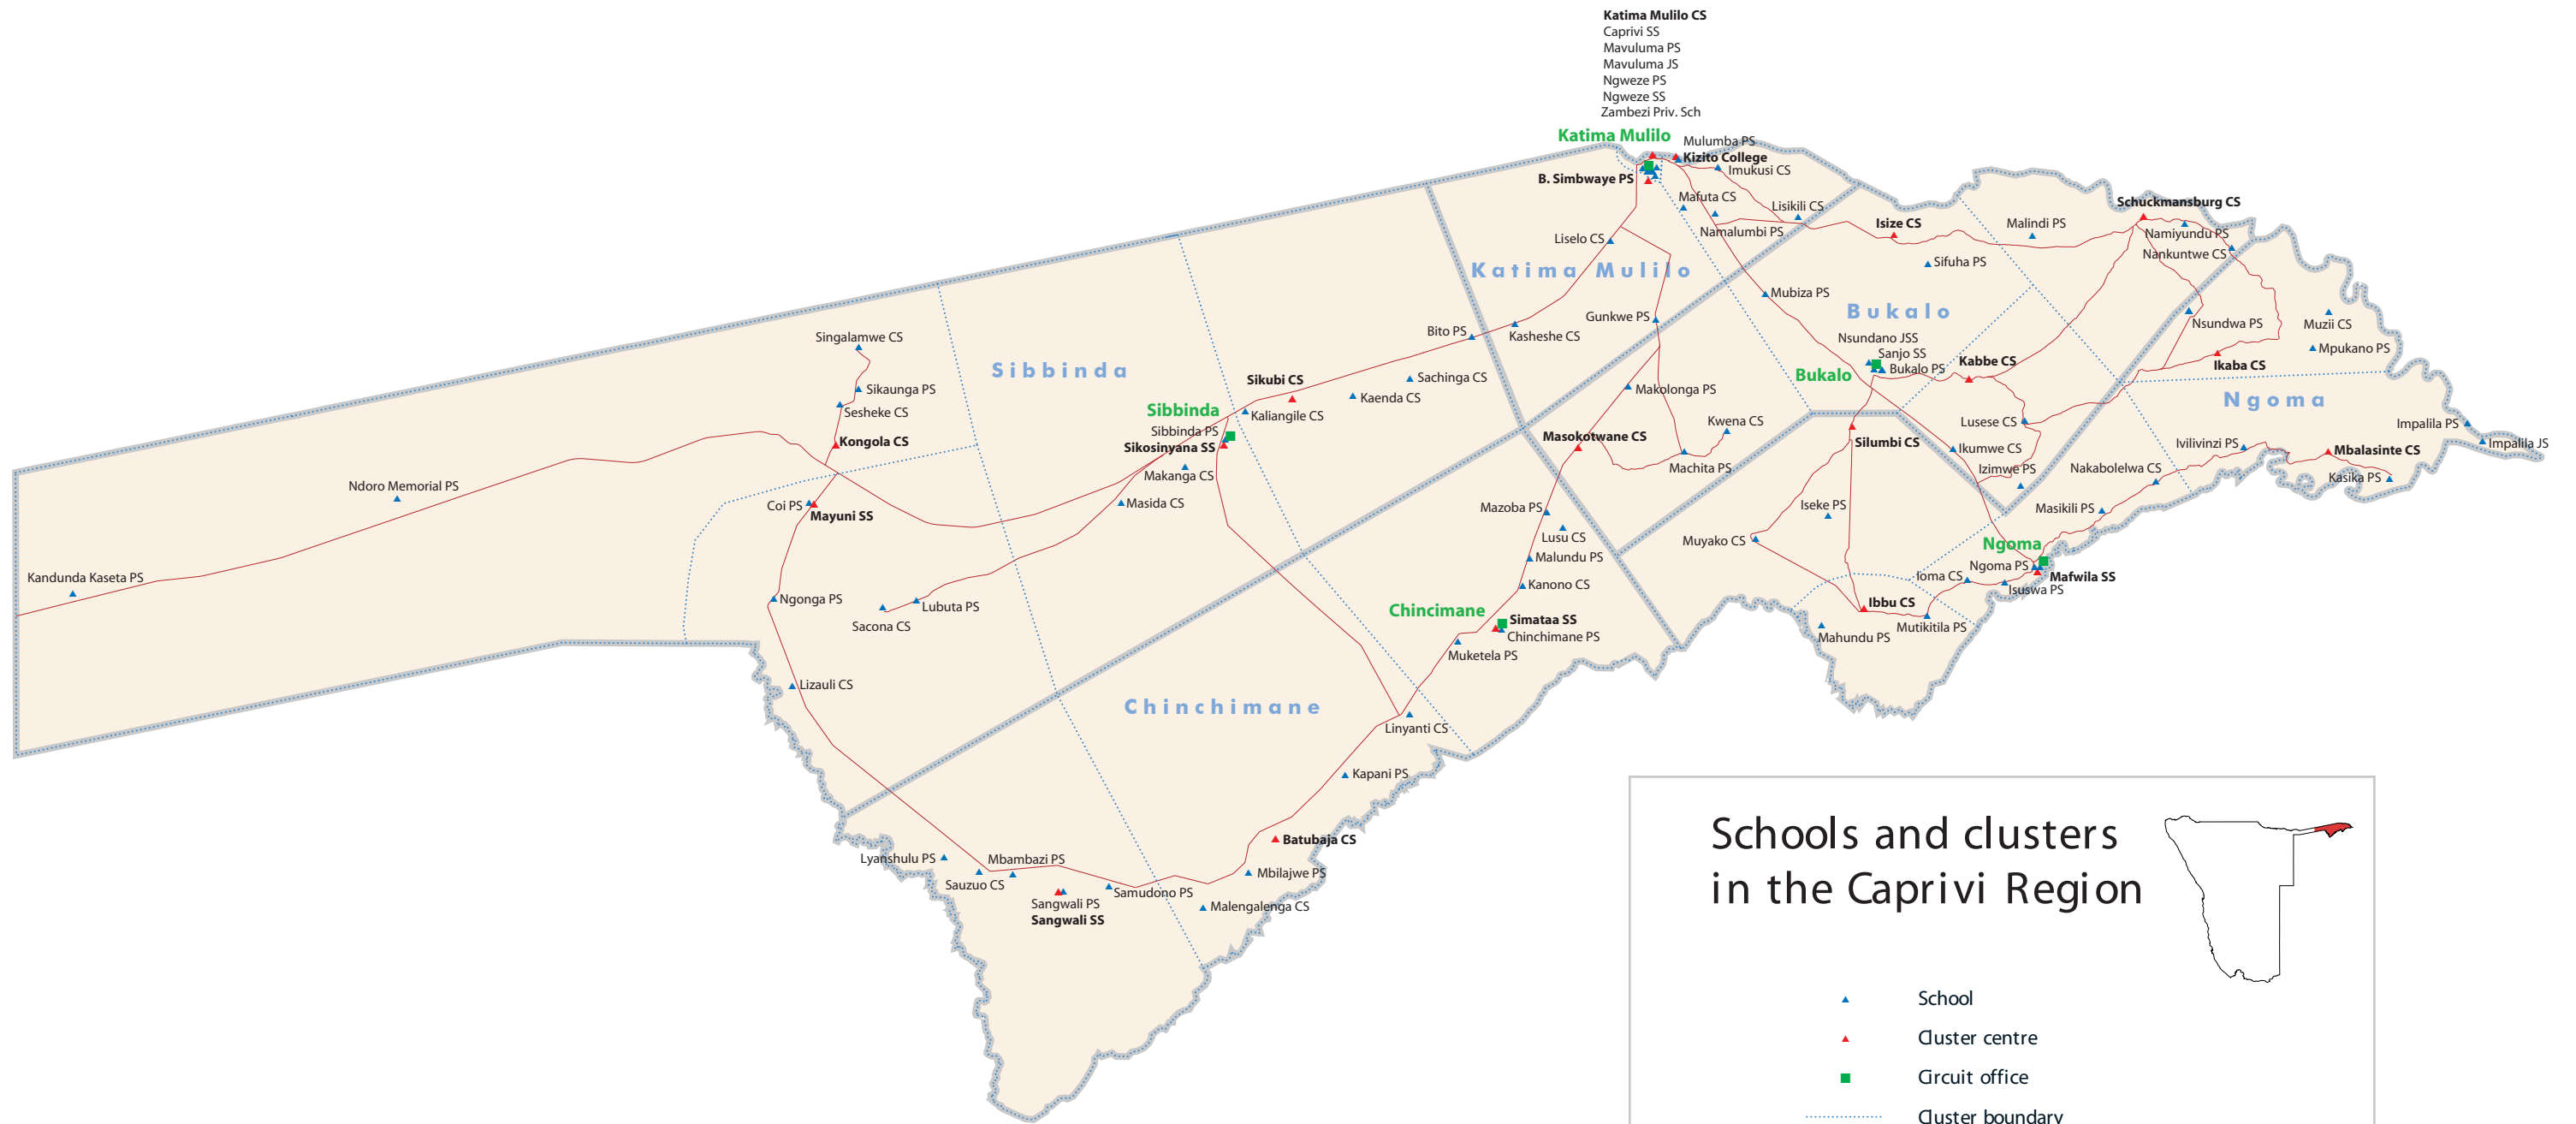 Katima Mulilo CS
Caprivi SS
Mavuluma PS
Mavuluma JS
Ngweze PS
Ngweze SS
Zambezi Priv. Sch
Katima Mulilo
Mulumba PS
Kizito College
Imukusi CS
B. Simbwaye PS
Mafuta CS
Lisikili CS
Namalumbi PS
Isize CS
Malindi PS
Schuckmansburg CS
Namiyundu PS
Nankuntwe CS
Liselo CS
Sifuha PS
Katima Mulilo
Mubiza PS
Bukalo
Gunkwe PS
Nsundwa PS
Muzii CS
Mpukano PS
Ikaba CS
Bito PS
Kasheshe CS
Nsundano JSS
Sanjo SS
Bukalo PS
Kabbe CS
Bukalo
Singalamwe CS
Sikaunga PS
Sesheke CS
Kongola CS
Sibbinda
Sikubi CS
Sachinga CS
Kaenda CS
Kaliangile CS
Sibbinda
Sibbinda PS
Sikosinyana SS
Makanga CS
Masida CS
Makolonga PS
Kwena CS
Masokotwane CS
Machita PS
Silumbi CS
Lusese CS
Ikumwe CS
Izimwe PS
Ngoma
Impalila PS
Impalila JS
Ivilivinzi PS
Mbalasinte CS
Kasika PS
Nakabolelwa CS
Masikili PS
Ndoro Memorial PS
Coi PS
Mayuni SS
Mazoba PS
Lusu CS
Malundu PS
Kanono CS
Iseke PS
Muyako CS
Ngoma
Ngoma PS
Mafwila SS
Ioma CS
Isuswa PS
Ibbu CS
Mutikitila PS
Mahundu PS
Kandunda Kaseta PS
Ngonga PS
Lubuta PS
Sacona CS
Chincimane
Simataa SS
Chinchimane PS
Muketela PS
Lizauli CS
Chinchimane
Linyanti CS
Kapani PS
Batubaja CS
Mbilajwe PS
Malengalenga CS
Lyanshulu PS
Mbambazi PS
Sauzuo CS
Sangwali PS
Sangwali SS
Samudono PS
Schools and clusters
in the Caprivi Region
School
Cluster centre
Circuit office
Cluster boundary